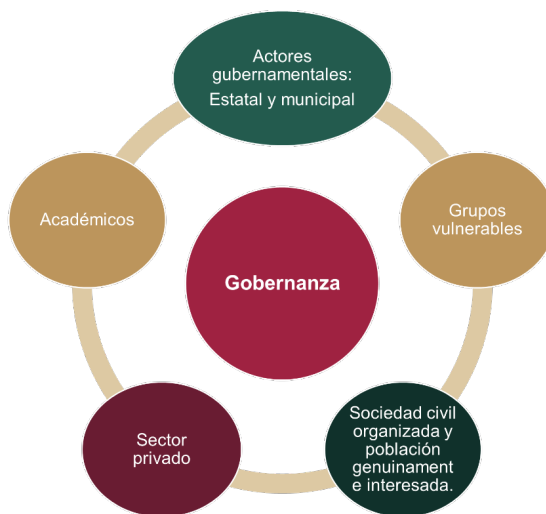 Actores
gubernamentales:
Estatal y municipal
Académicos
Grupos
vulnerables
Gobernanza
Sector
privado
Sociedad civil
organizada y
población
genuinament
e interesada.